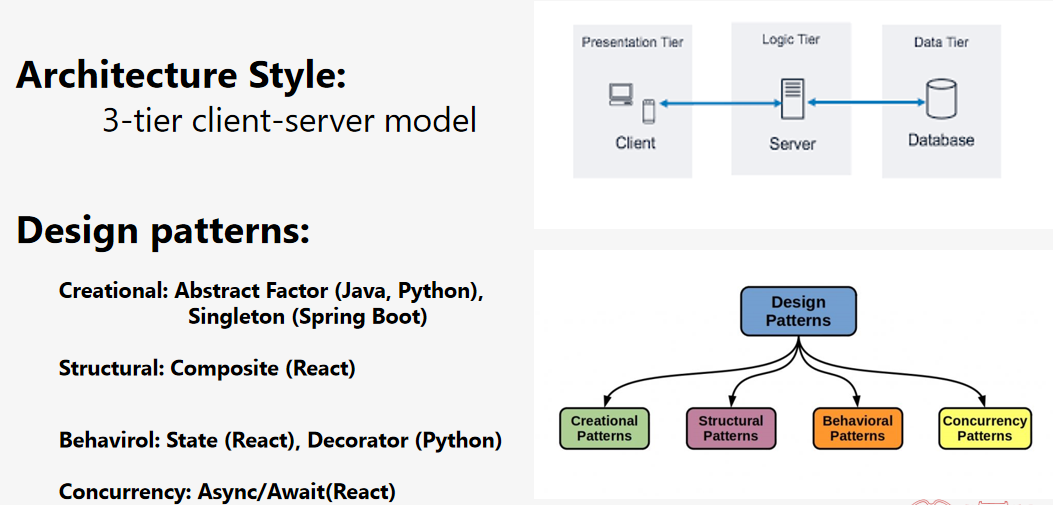 Architecture Style:
3-tier client-server model
Presentation Tier
Logic Tier
Data Tier
Client
Server
Database
Design patterns:
Creational: Abstract Factor (Java, Python),
Singleton (Spring Boot)
Structural: Composite (React)
Behavirol: State (React), Decorator (Python)
Concurrency: Async/Await(React)
Design
Patterns
Creational
Patterns
Structural
Patterns
Behavioral
Patterns
Concurrency
Patterns